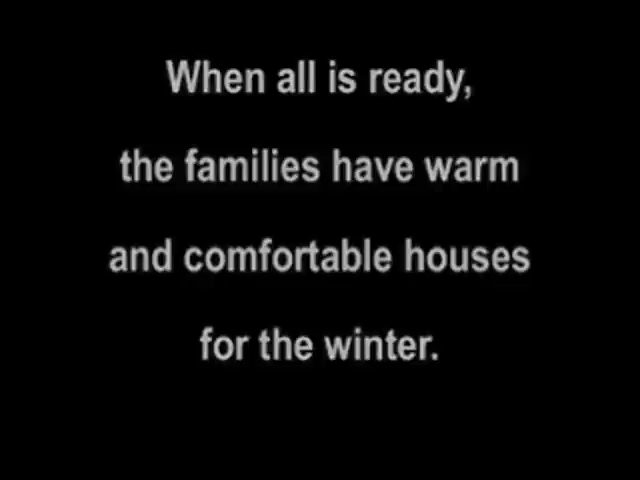 When all is ready,
the families have warm
and comfortable houses
for the winter.